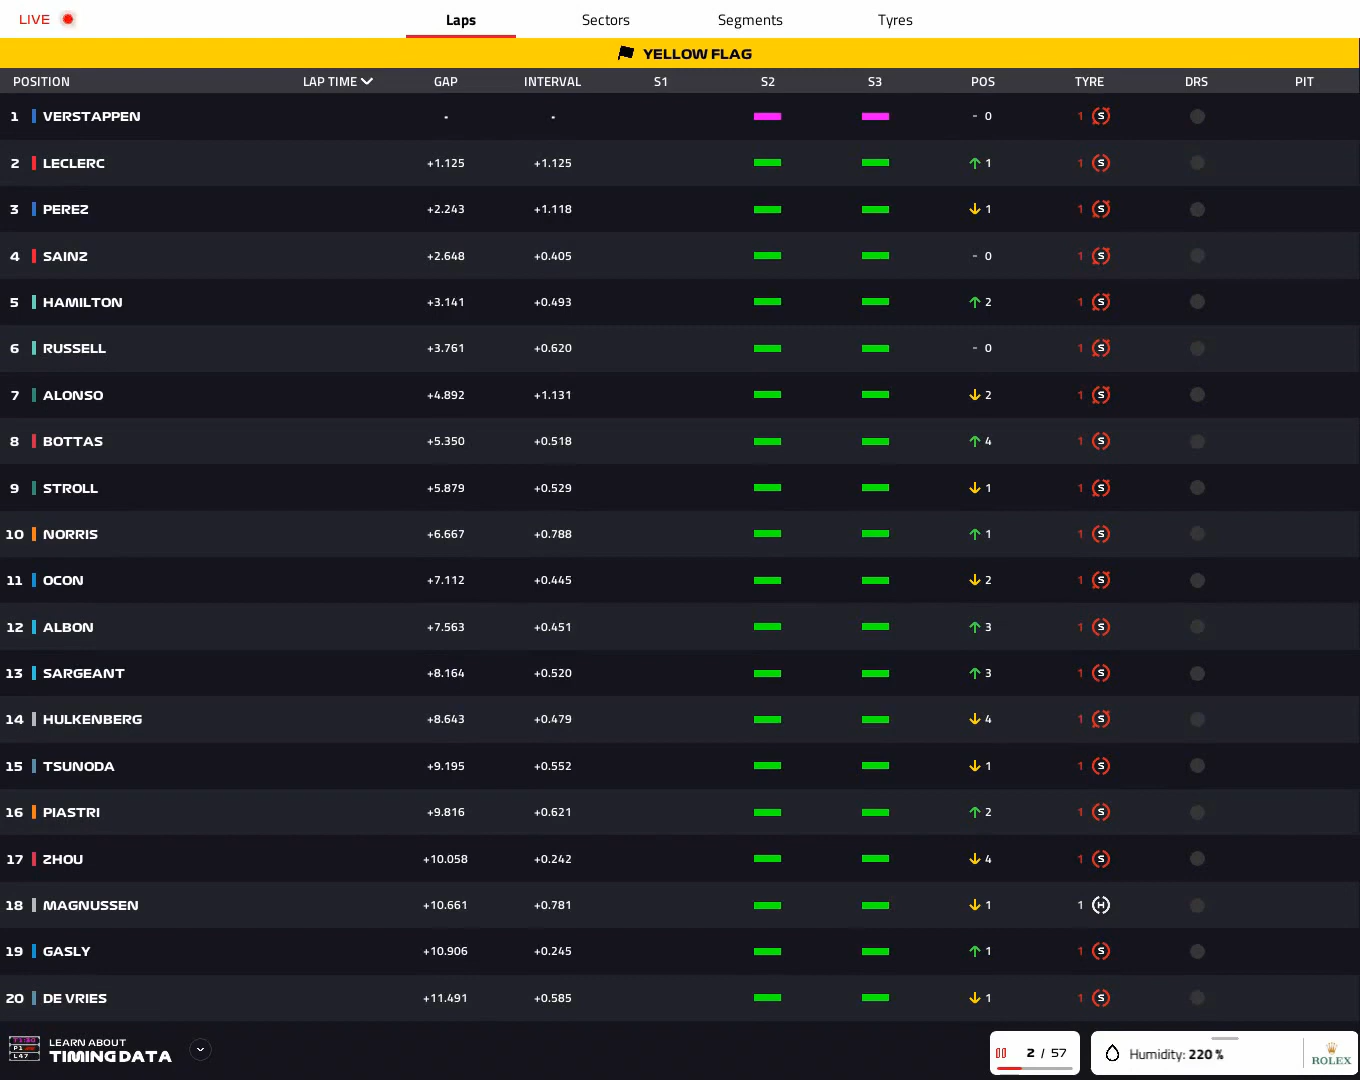 LIVE Laps Sectors Segments Tyres
YELLOW FLAG
POSITION LAP TIME GAP INTERVAL S1 S2 S3 POS TYRE DRS PIT
1 VERSTAPPEN - - - 0 1 S
2 LECLERC +1.125 +1.125 1 1 S
3 PEREZ +2.243 +1.118 1 1 S
4 SAINZ +2.648 +0.405 - 0 1 S
5 HAMILTON +3.141 +0.493 2 1 S
6 RUSSELL +3.761 +0.620 - 0 1 S
7 ALONSO +4.892 +1.131 2 1 S
8 BOTTAS +5.350 +0.518 4 1 S
9 STROLL +5.879 +0.529 1 1 S
10 NORRIS +6.667 +0.788 1 1 S
11 OCON +7.112 +0.445 2 1 S
12 ALBON +7.563 +0.451 3 1 S
13 SARGEANT +8.164 +0.520 3 1 S
14 HULKENBERG +8.643 +0.479 4 1 S
15 TSUNODA +9.195 +0.552 1 1 S
16 PIASTRI +9.816 +0.621 2 1 S
17 ZHOU +10.058 +0.242 4 1 S
18 MAGNUSSEN +10.661 +0.781 1 1 H
19 GASLY +10.906 +0.245 1 1 S
20 DE VRIES +11.491 +0.585 1 1 S
P1
L47
LEARN ABOUT
TIMING DATA
2 / 57
Humidity: 220 %
ROLEX